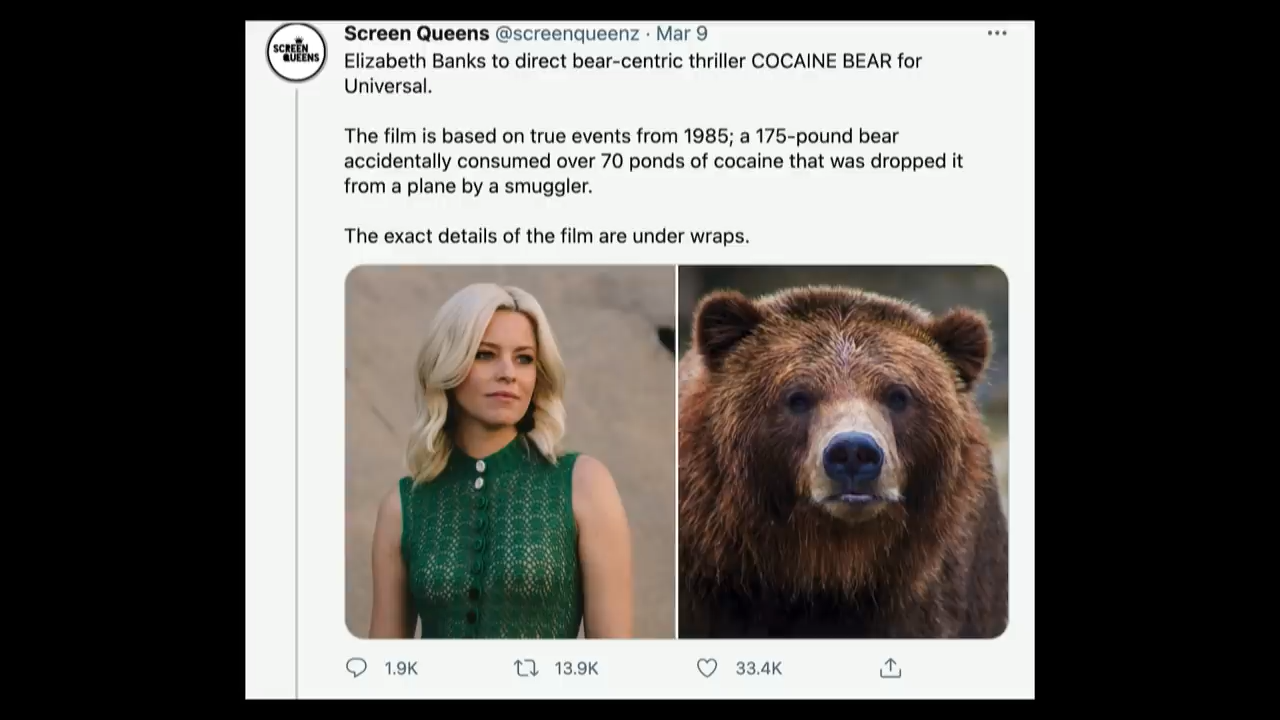 SCREEN
QUEENS
Screen Queens @screenqueenz · Mar 9
Elizabeth Banks to direct bear-centric thriller COCAINE BEAR for
Universal.
The film is based on true events from 1985; a 175-pound bear
accidentally consumed over 70 ponds of cocaine that was dropped it
from a plane by a smuggler.
The exact details of the film are under wraps.
1.9K 13.9K 33.4K